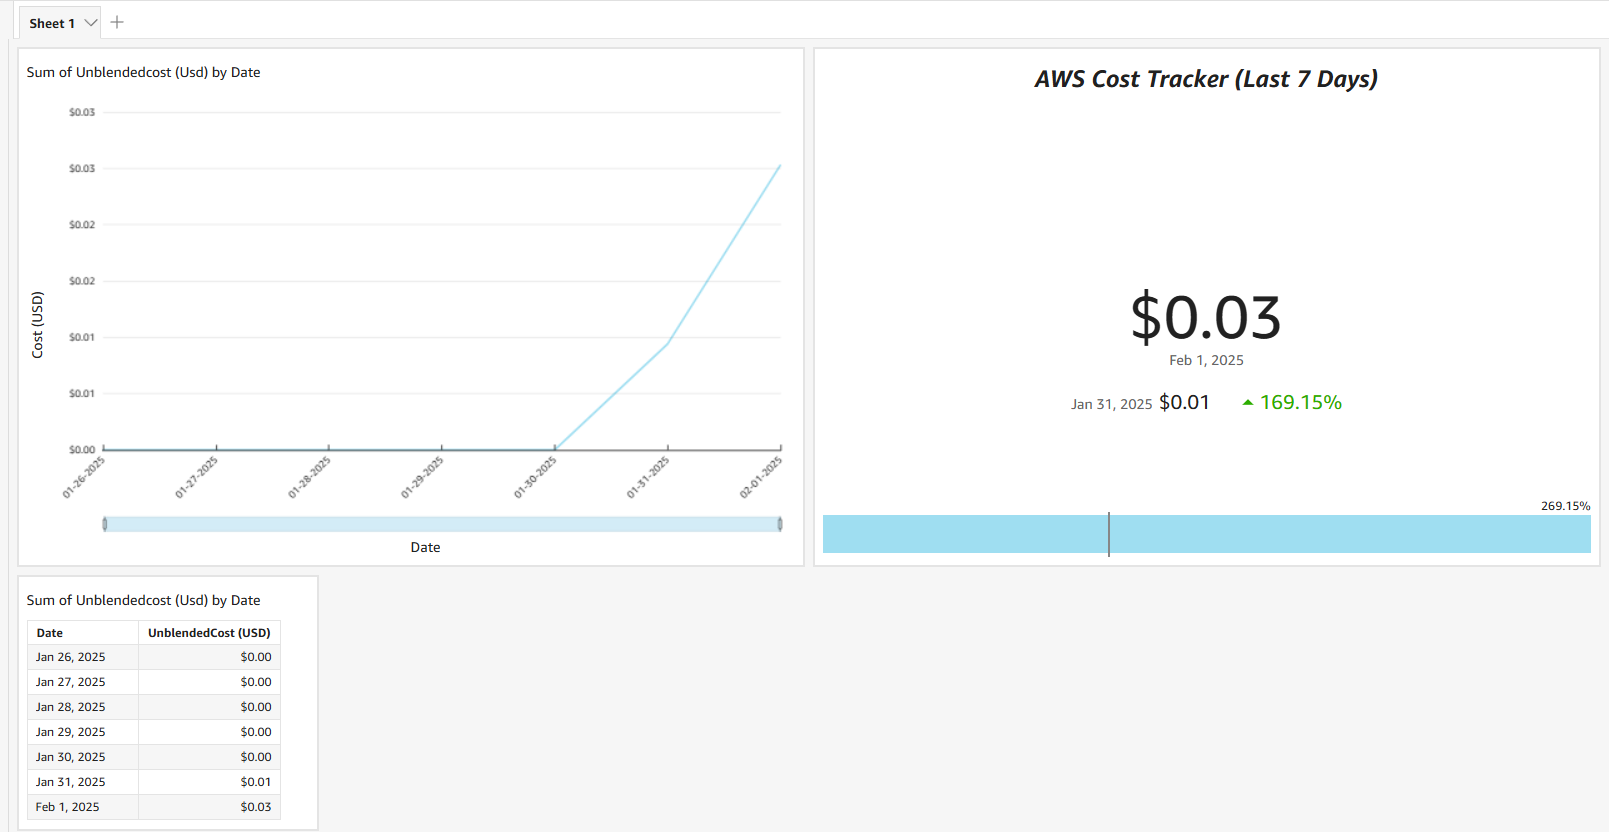 Sheet 1
Sum of Unblendedcost (Usd) by Date
$0.03
$0.03
$0.02
$0.02
$0.01
$0.01
$0.00
Cost (USD)
01-26-2025
01-27-2025
01-28-2025
01-29-2025
01-30-2025
01-31-2025
02-01-2025
Date
AWS Cost Tracker (Last 7 Days)
$0.03
Feb 1, 2025
Jan 31, 2025 $0.01 169.15%
269.15%
Sum of Unblendedcost (Usd) by Date
Date UnblendedCost (USD)
Jan 26, 2025 $0.00
Jan 27, 2025 $0.00
Jan 28, 2025 $0.00
Jan 29, 2025 $0.00
Jan 30, 2025 $0.00
Jan 31, 2025 $0.01
Feb 1, 2025 $0.03